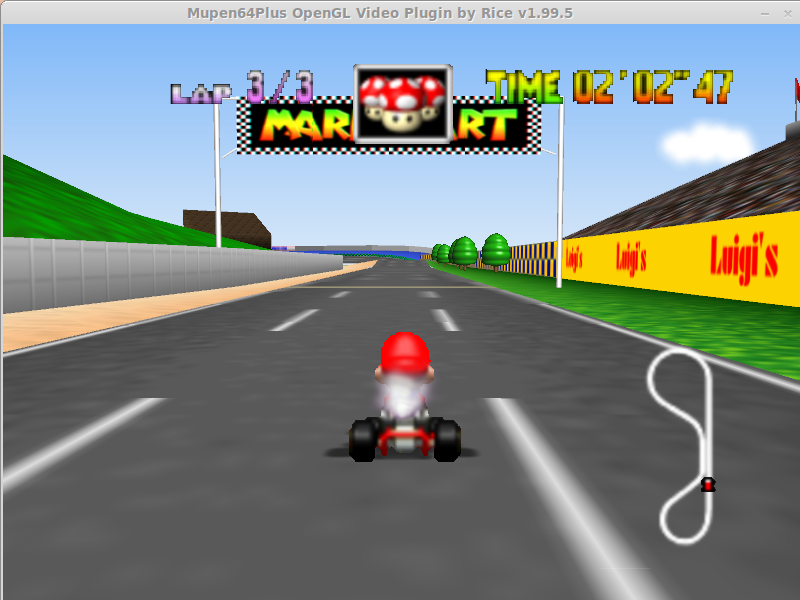 Mupen64Plus OpenGL Video Plugin by Rice v1.99.5
LAP 3/3
TIME 02'02"47
MAR ART
Luigi's Luigi's Luigi's